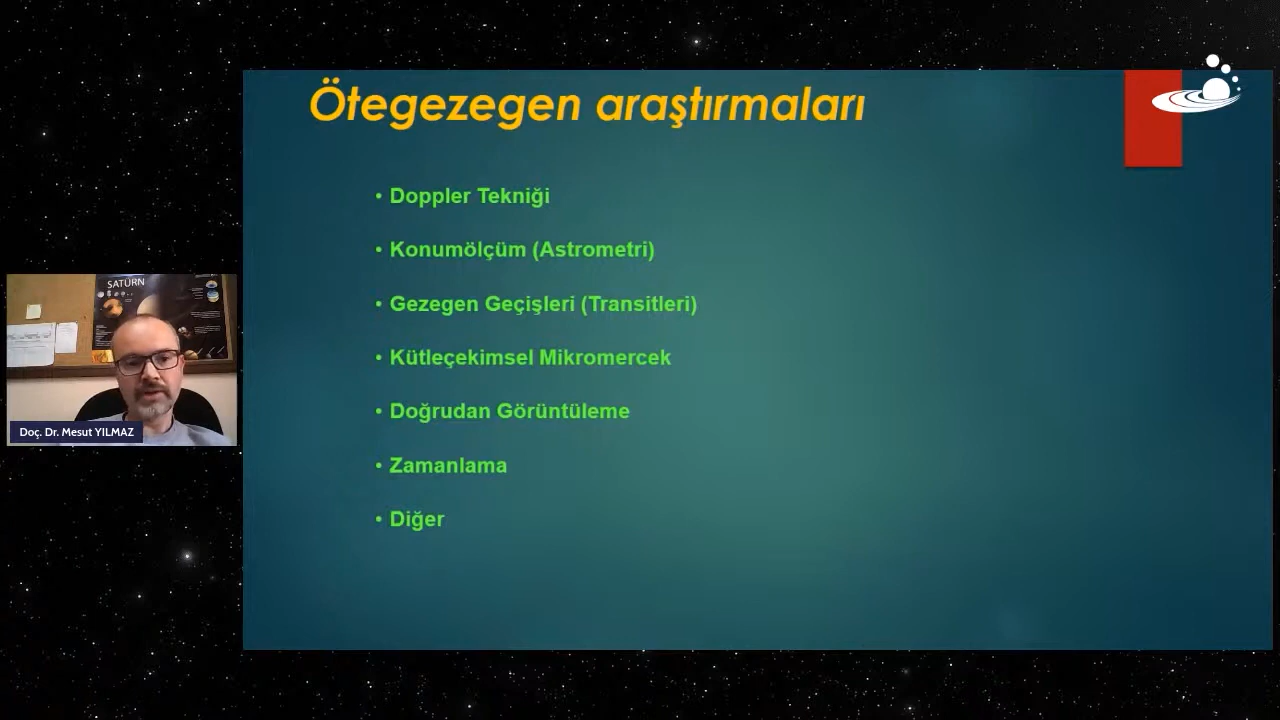 Ötegezegen araştırmaları
• Doppler Tekniği
• Konumölçüm (Astrometri)
• Gezegen Geçişleri (Transitleri)
• Kütleçekimsel Mikromercek
• Doğrudan Görüntüleme
• Zamanlama
• Diğer
SATÜRN
Doç. Dr. Mesut YILMAZ